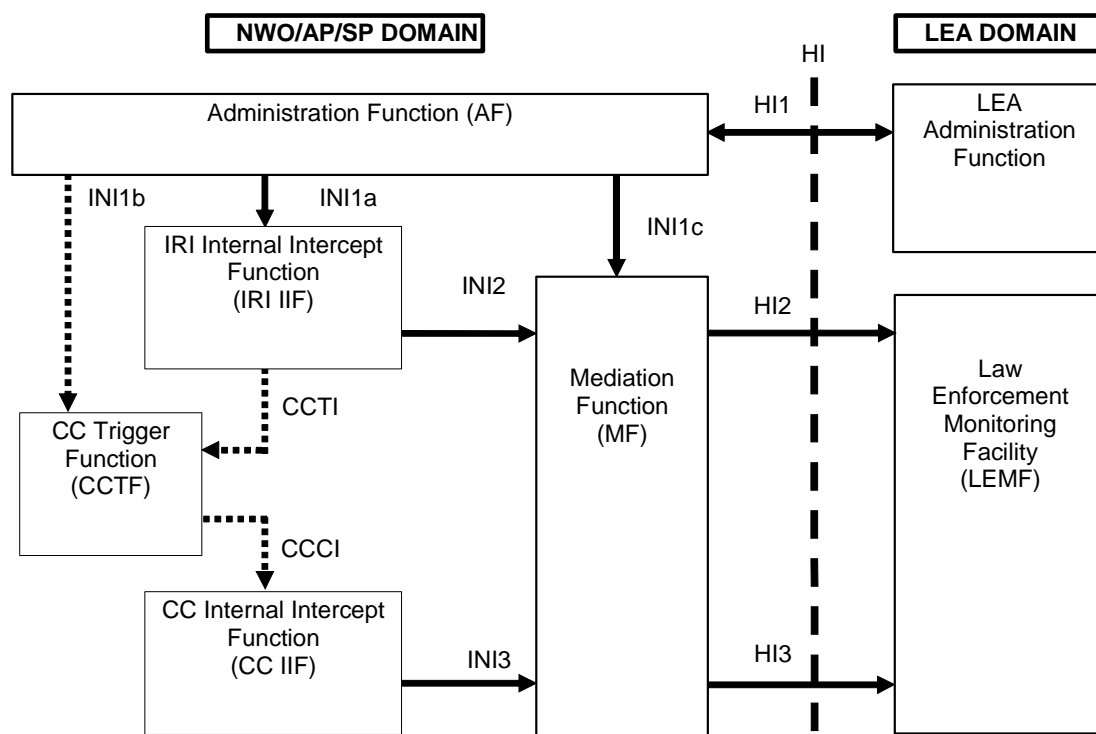 NWO/AP/SP DOMAIN
LEA DOMAIN
HI
Administration Function (AF)
HI1
LEA
Administration
Function
INI1b
INI1a
INI1c
IRI Internal Intercept
Function
(IRI IIF)
INI2
HI2
Mediation
Function
(MF)
Law
Enforcement
Monitoring
Facility
(LEMF)
CCTI
CC Trigger
Function
(CCTF)
CCCI
CC Internal Intercept
Function
(CC IIF)
INI3
HI3